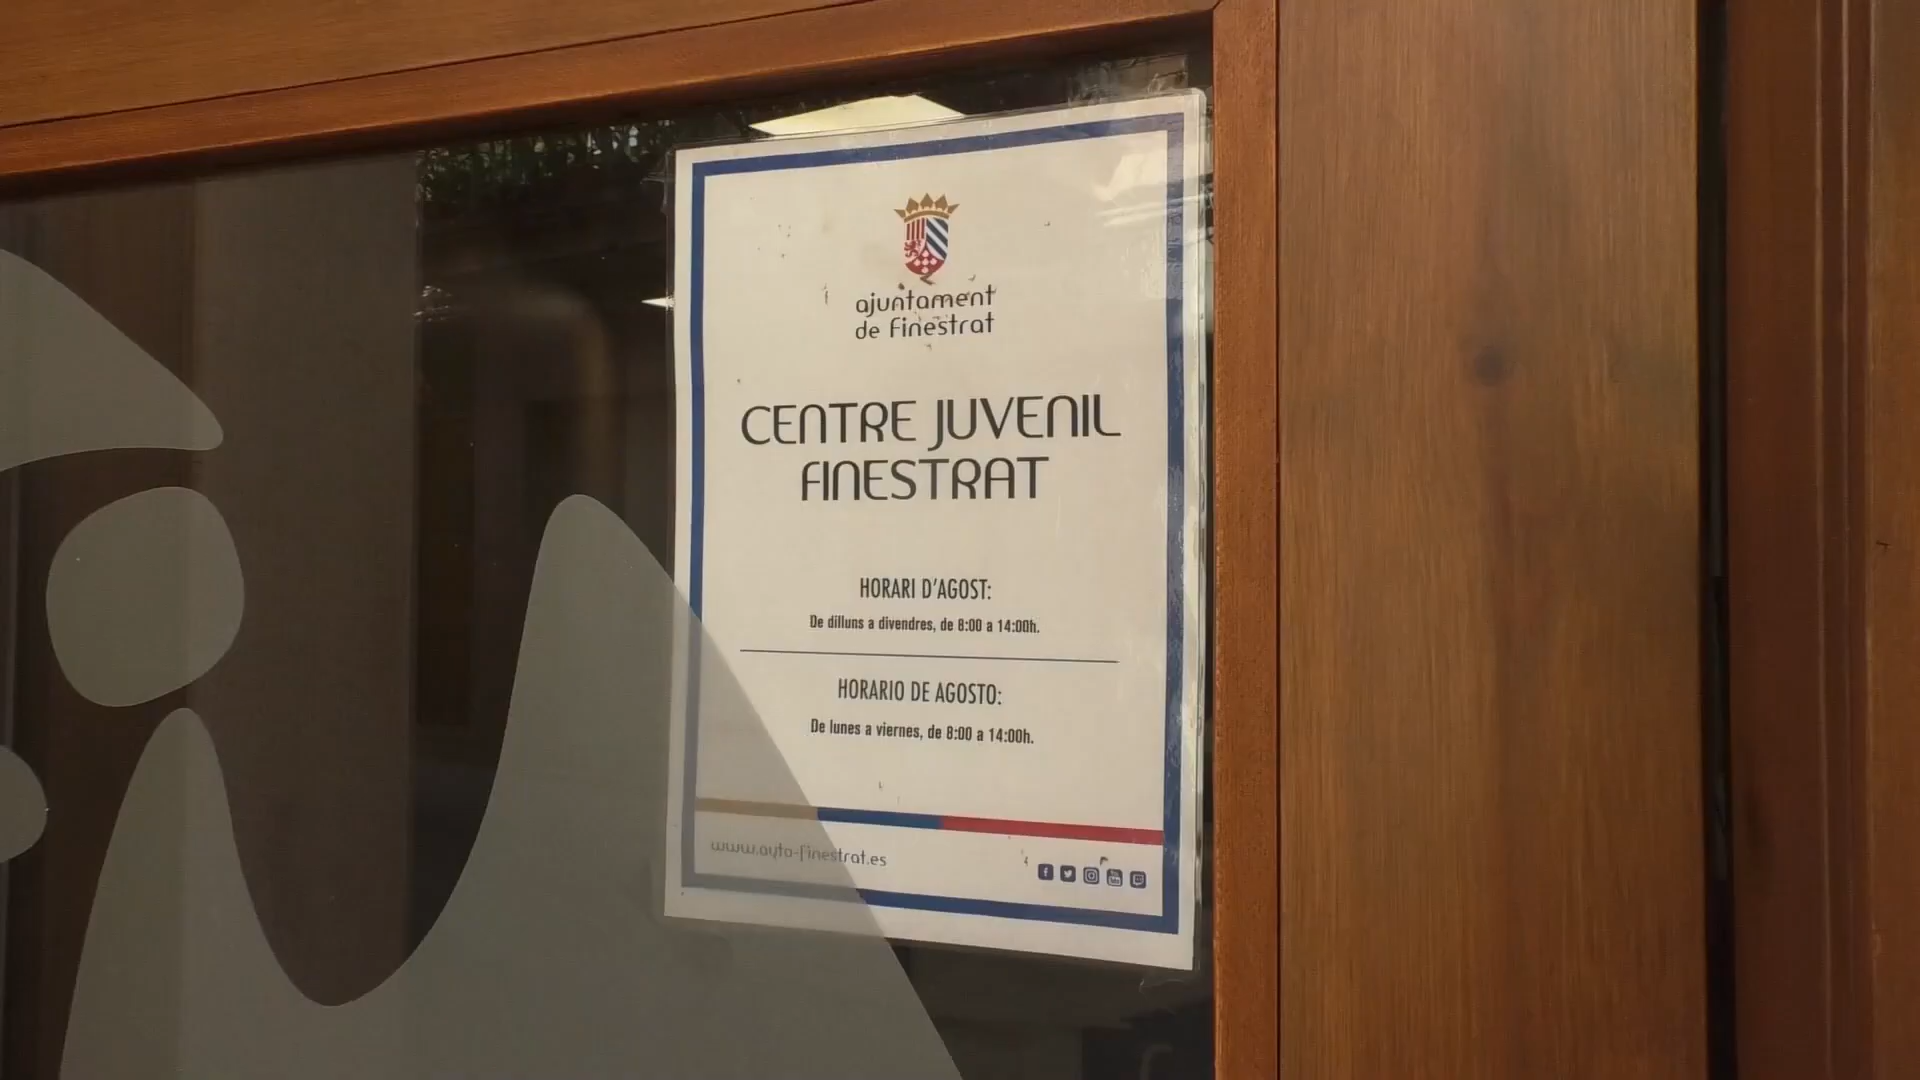 ajuntament
de Finestrat
CENTRE JUVENIL
FINESTRAT
HORARI D'AGOST:
De dilluns a divendres, de 8:00 a 14:00h.
HORARIO DE AGOSTO:
De lunes a viernes, de 8:00 a 14:00h.
www.ayto-finestrat.es